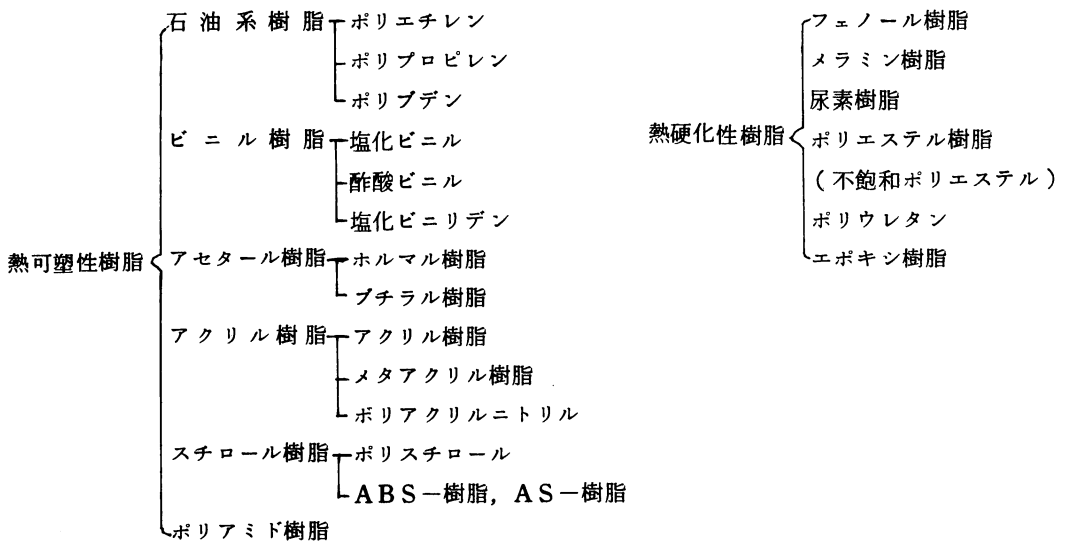 熱可塑性樹脂
石油系樹脂
ポリエチレン
ポリプロピレン
ポリブデン
ビニル樹脂
塩化ビニル
酢酸ビニル
塩化ビニリデン
アセタール樹脂
ホルマル樹脂
ブチラル樹脂
アクリル樹脂
アクリル樹脂
メタアクリル樹脂
ポリアクリルニトリル
スチロール樹脂
ポリスチロール
ABS－樹脂，AS－樹脂
ポリアミド樹脂
熱硬化性樹脂
フェノール樹脂
メラミン樹脂
尿素樹脂
ポリエステル樹脂
（不飽和ポリエステル）
ポリウレタン
エポキシ樹脂